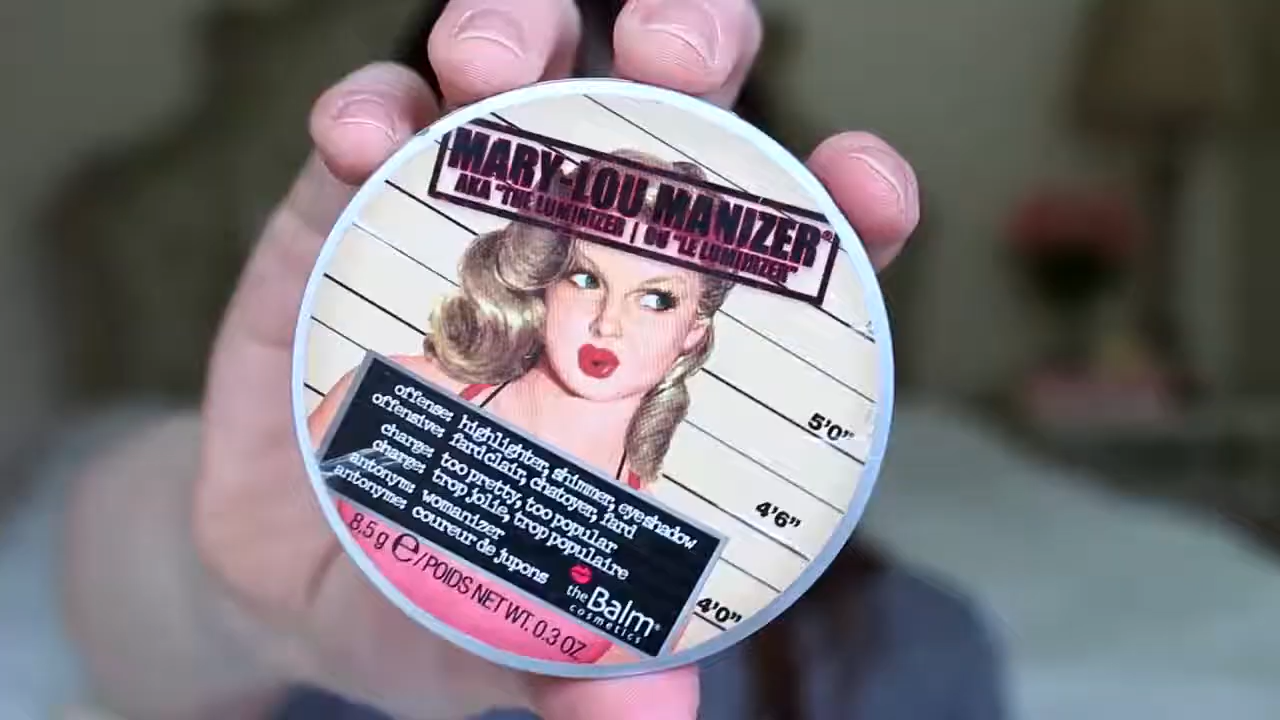 MARY-LOU MANIZER®
AKA "THE LUMINIZER | OU "LE LUMINIZER"
offense: highlighter, shimmer, eyeshadow
offensive: fard clair, chatoyer, fard
charge: too pretty, too popular
charge: trop jolie, trop populaire
antonym: womanizer
antonyme: coureur de jupons
the Balm®
cosmetics
8.5 g e/POIDS NET WT. 0.3 OZ.
5'0"
4'6"
4'0"